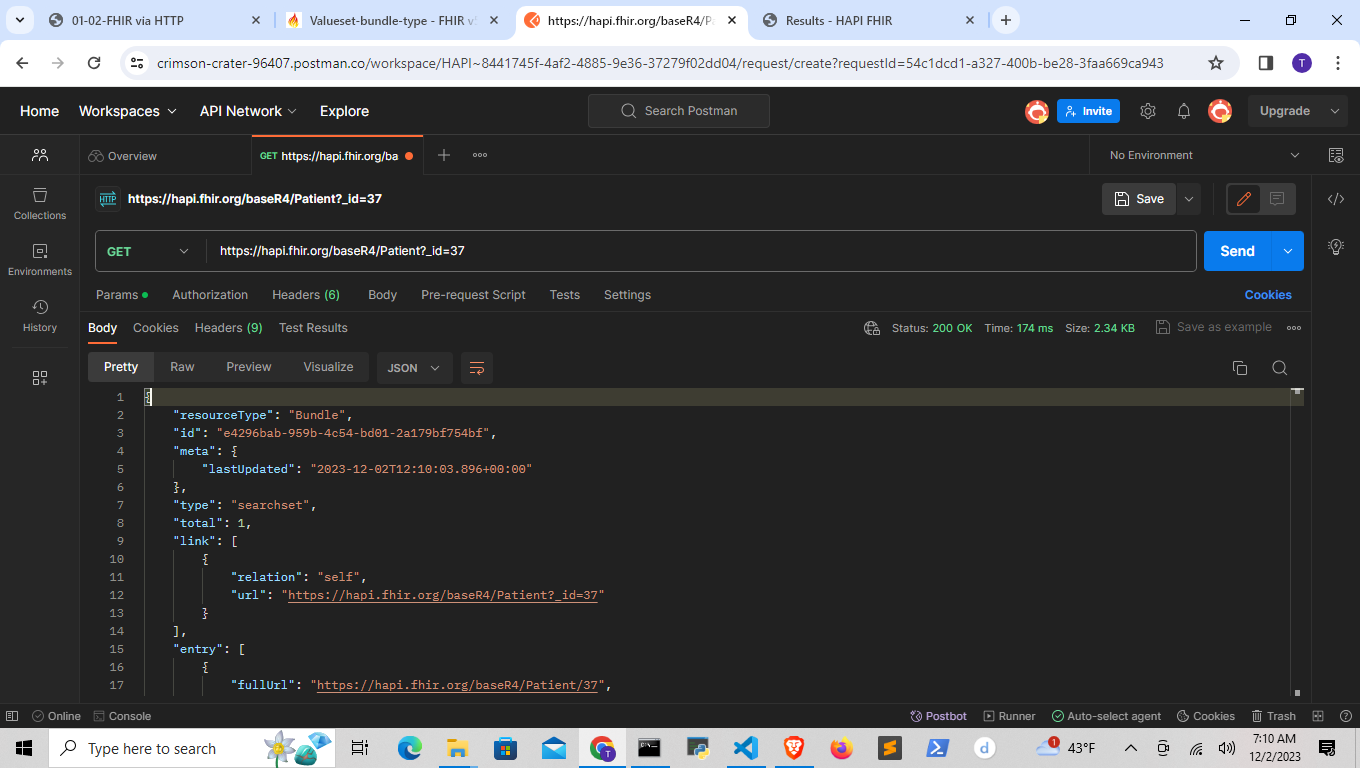 01-02-FHIR via HTTP
Valueset-bundle-type - FHIR v
https://hapi.fhir.org/baseR4/P
Results - HAPI FHIR
crimson-crater-96407.postman.co/workspace/HAPI~8441745f-4af2-4885-9e36-37279f02dd04/request/create?requestId=54c1dcd1-a327-400b-be28-3faa669ca943
T
Home
Workspaces
API Network
Explore
Search Postman
Invite
Upgrade
Overview
GET https://hapi.fhir.org/ba
No Environment
Collections
Environments
History
HTTP
https://hapi.fhir.org/baseR4/Patient?_id=37
Save
GET
https://hapi.fhir.org/baseR4/Patient?_id=37
Send
Params
Authorization
Headers (6)
Body
Pre-request Script
Tests
Settings
Cookies
Body
Cookies
Headers (9)
Test Results
Status: 200 OK
Time: 174 ms
Size: 2.34 KB
Save as example
Pretty
Raw
Preview
Visualize
JSON
1 {
2 "resourceType": "Bundle",
3 "id": "e4296bab-959b-4c54-bd01-2a179bf754bf",
4 "meta": {
5 "lastUpdated": "2023-12-02T12:10:03.896+00:00"
6 },
7 "type": "searchset",
8 "total": 1,
9 "link": [
10 {
11 "relation": "self",
12 "url": "https://hapi.fhir.org/baseR4/Patient?_id=37"
13 }
14 ],
15 "entry": [
16 {
17 "fullUrl": "https://hapi.fhir.org/baseR4/Patient/37",
Online
Console
Postbot
Runner
Auto-select agent
Cookies
Trash
Type here to search
T
d
1
43°F
7:10 AM
12/2/2023